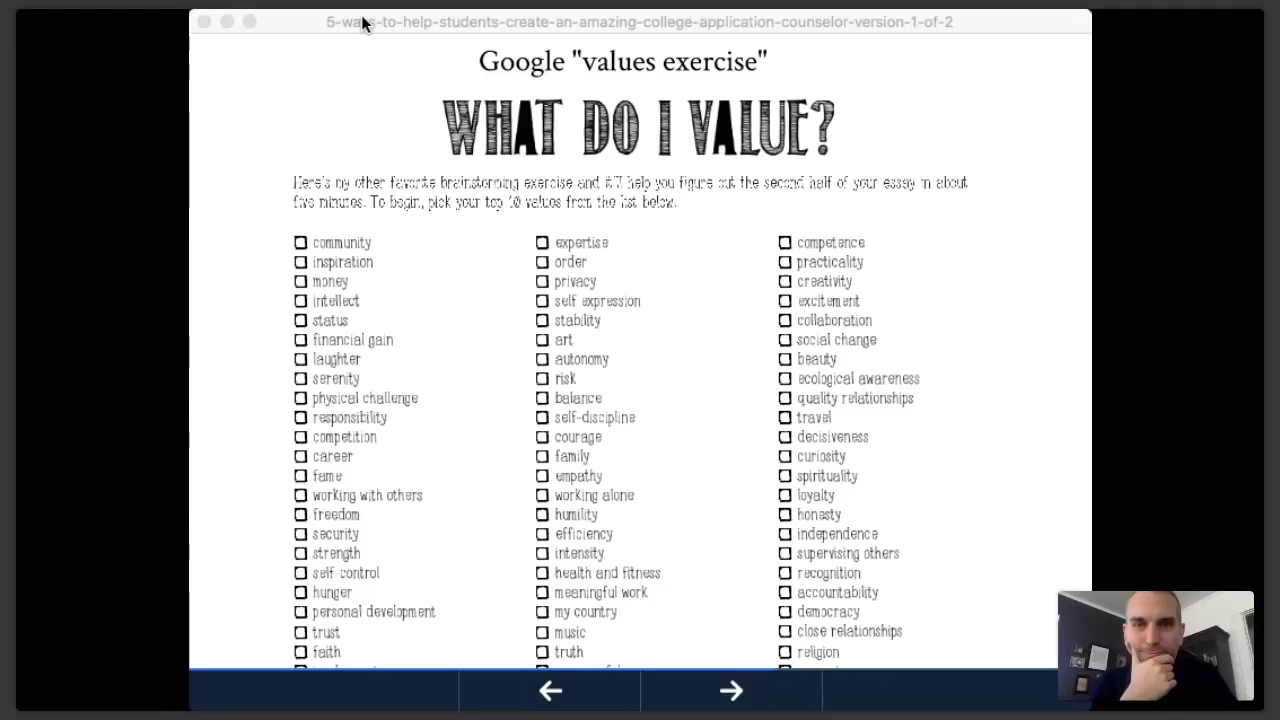 5-ways-to-help-students-create-an-amazing-college-application-counselor-version-1-of-2
Google "values exercise"
WHAT DO I VALUE?
Here's my other favorite brainstorming exercise and it'll help you figure out the second half of your essay in about
five minutes. To begin, pick your top 10 values from the list below.
community
inspiration
money
intellect
status
financial gain
laughter
serenity
physical challenge
responsibility
competition
career
fame
working with others
freedom
security
strength
self control
hunger
personal development
trust
faith
expertise
order
privacy
self expression
stability
art
autonomy
risk
balance
self-discipline
courage
family
empathy
working alone
humility
efficiency
intensity
health and fitness
meaningful work
my country
music
truth
competence
practicality
creativity
excitement
collaboration
social change
beauty
ecological awareness
quality relationships
travel
decisiveness
curiosity
spirituality
loyalty
honesty
independence
supervising others
recognition
accountability
democracy
close relationships
religion